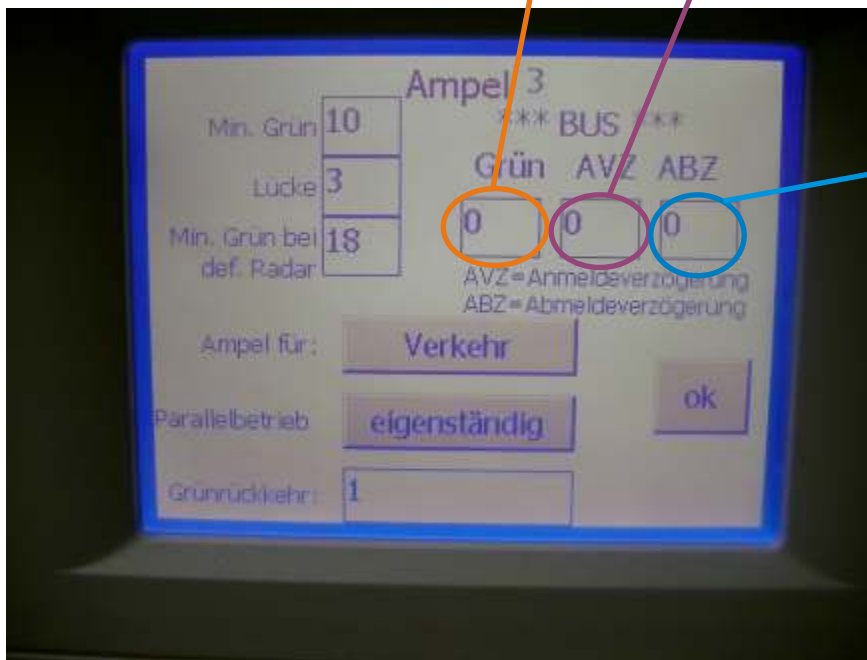 Ampel 3
*** BUS ***
Min. Grün 10
Grün AVZ ABZ
Lücke 3
0 0 0
Min. Grün bei
def. Radar 18
AVZ=Anmeldeverzögerung
ABZ=Abmeldeverzögerung
Ampel für: Verkehr
ok
Parallelbetrieb eigenständig
Grünrückkehr: 1